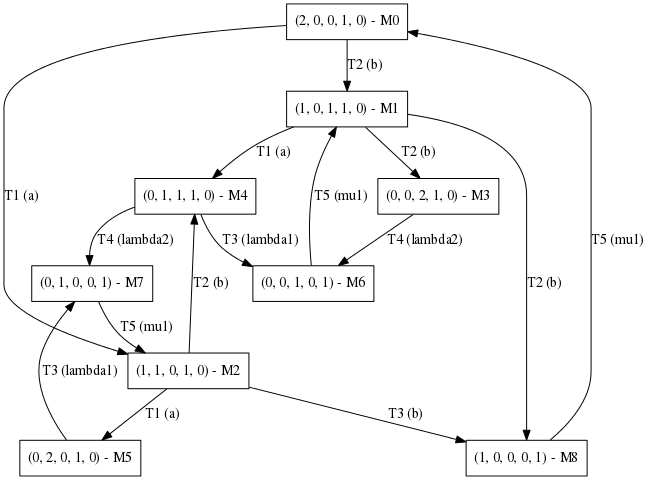 (2, 0, 0, 1, 0) - M0
T2 (b)
(1, 0, 1, 1, 0) - M1
T1 (a)
T2 (b)
T1 (a)
(0, 1, 1, 1, 0) - M4
T5 (mu1)
(0, 0, 2, 1, 0) - M3
T4 (lambda2)
T3 (lambda1)
T4 (lambda2)
T5 (mu1)
(0, 1, 0, 0, 1) - M7
T2 (b)
(0, 0, 1, 0, 1) - M6
T2 (b)
T5 (mu1)
T3 (lambda1)
(1, 1, 0, 1, 0) - M2
T1 (a)
T3 (b)
(0, 2, 0, 1, 0) - M5
(1, 0, 0, 0, 1) - M8